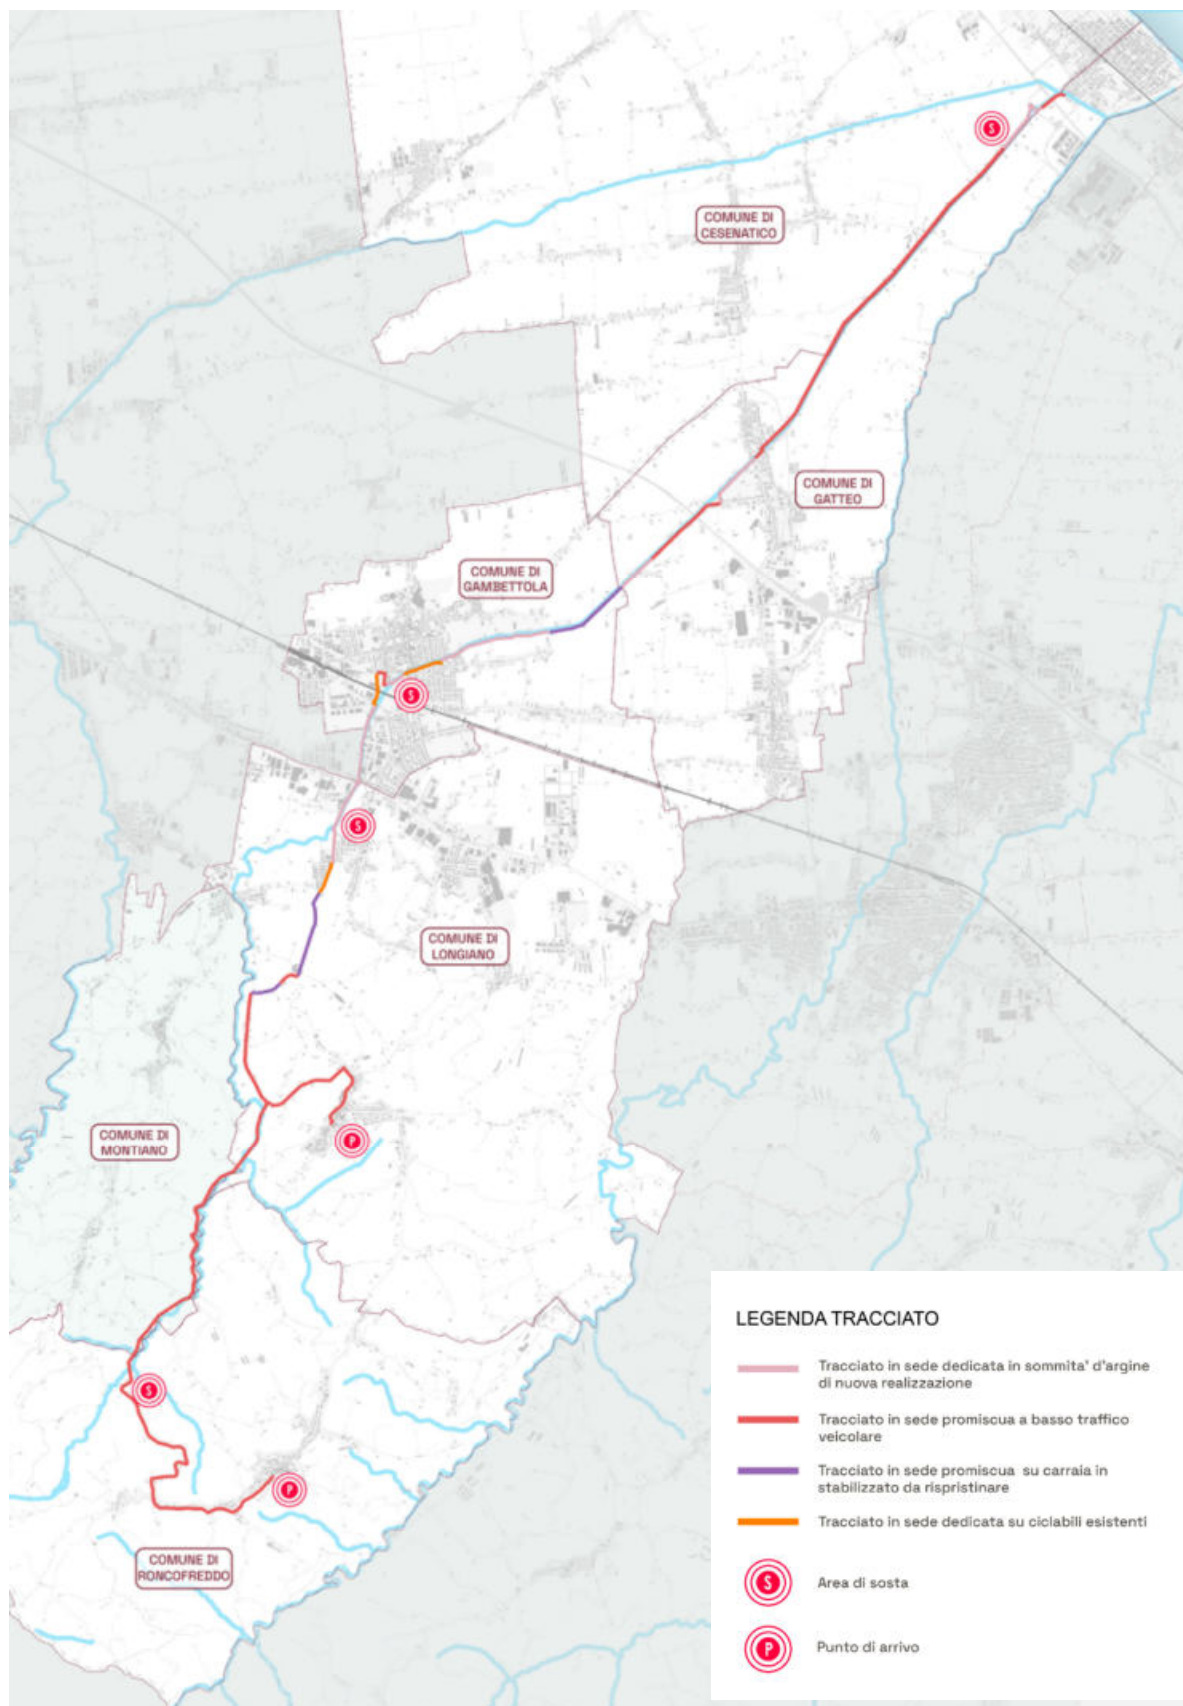 S
COMUNE DI
CESENATICO
COMUNE DI
GATTEO
COMUNE DI
GAMBETTOLA
S
S
COMUNE DI
LONGIANO
COMUNE DI
MONTIANO
P
LEGENDA TRACCIATO
Tracciato in sede dedicata in sommita' d'argine
di nuova realizzazione
S
Tracciato in sede promiscua a basso traffico
veicolare
Tracciato in sede promiscua su carraia in
stabilizzato da rispristinare
P
Tracciato in sede dedicata su ciclabili esistenti
COMUNE DI
RONCOFREDDO
S
Area di sosta
P
Punto di arrivo